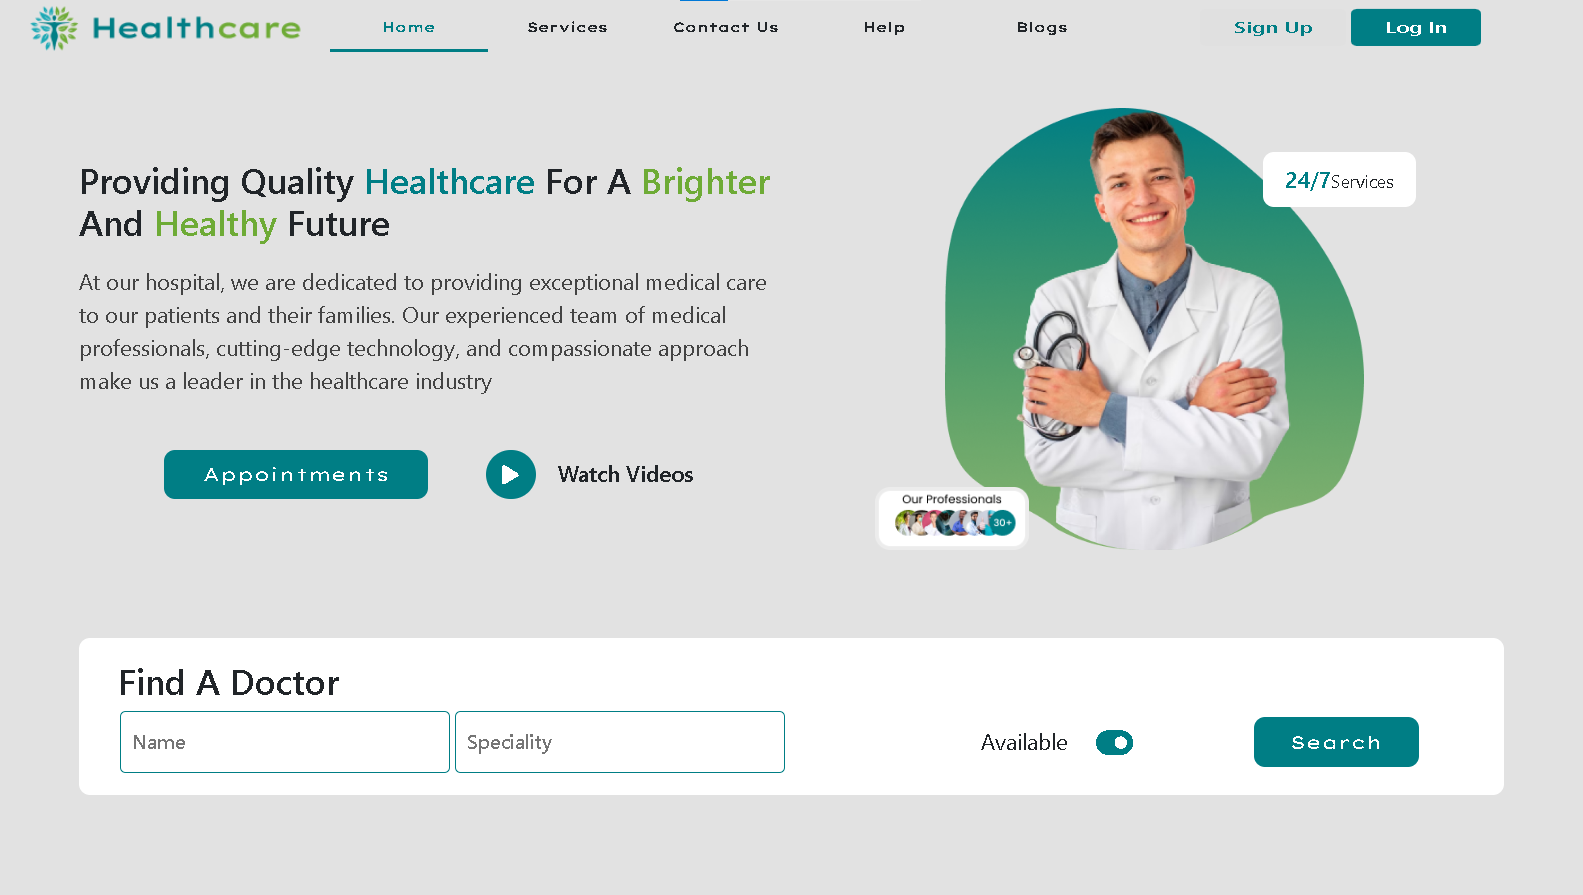 Healthcare
Home
Services
Contact Us
Help
Blogs
Sign Up
Log In
Providing Quality Healthcare For A Brighter
And Healthy Future
24/7Services
At our hospital, we are dedicated to providing exceptional medical care
to our patients and their families. Our experienced team of medical
professionals, cutting-edge technology, and compassionate approach
make us a leader in the healthcare industry
Appointments
Watch Videos
Our Professionals
30+
Find A Doctor
Name
Speciality
Available
Search